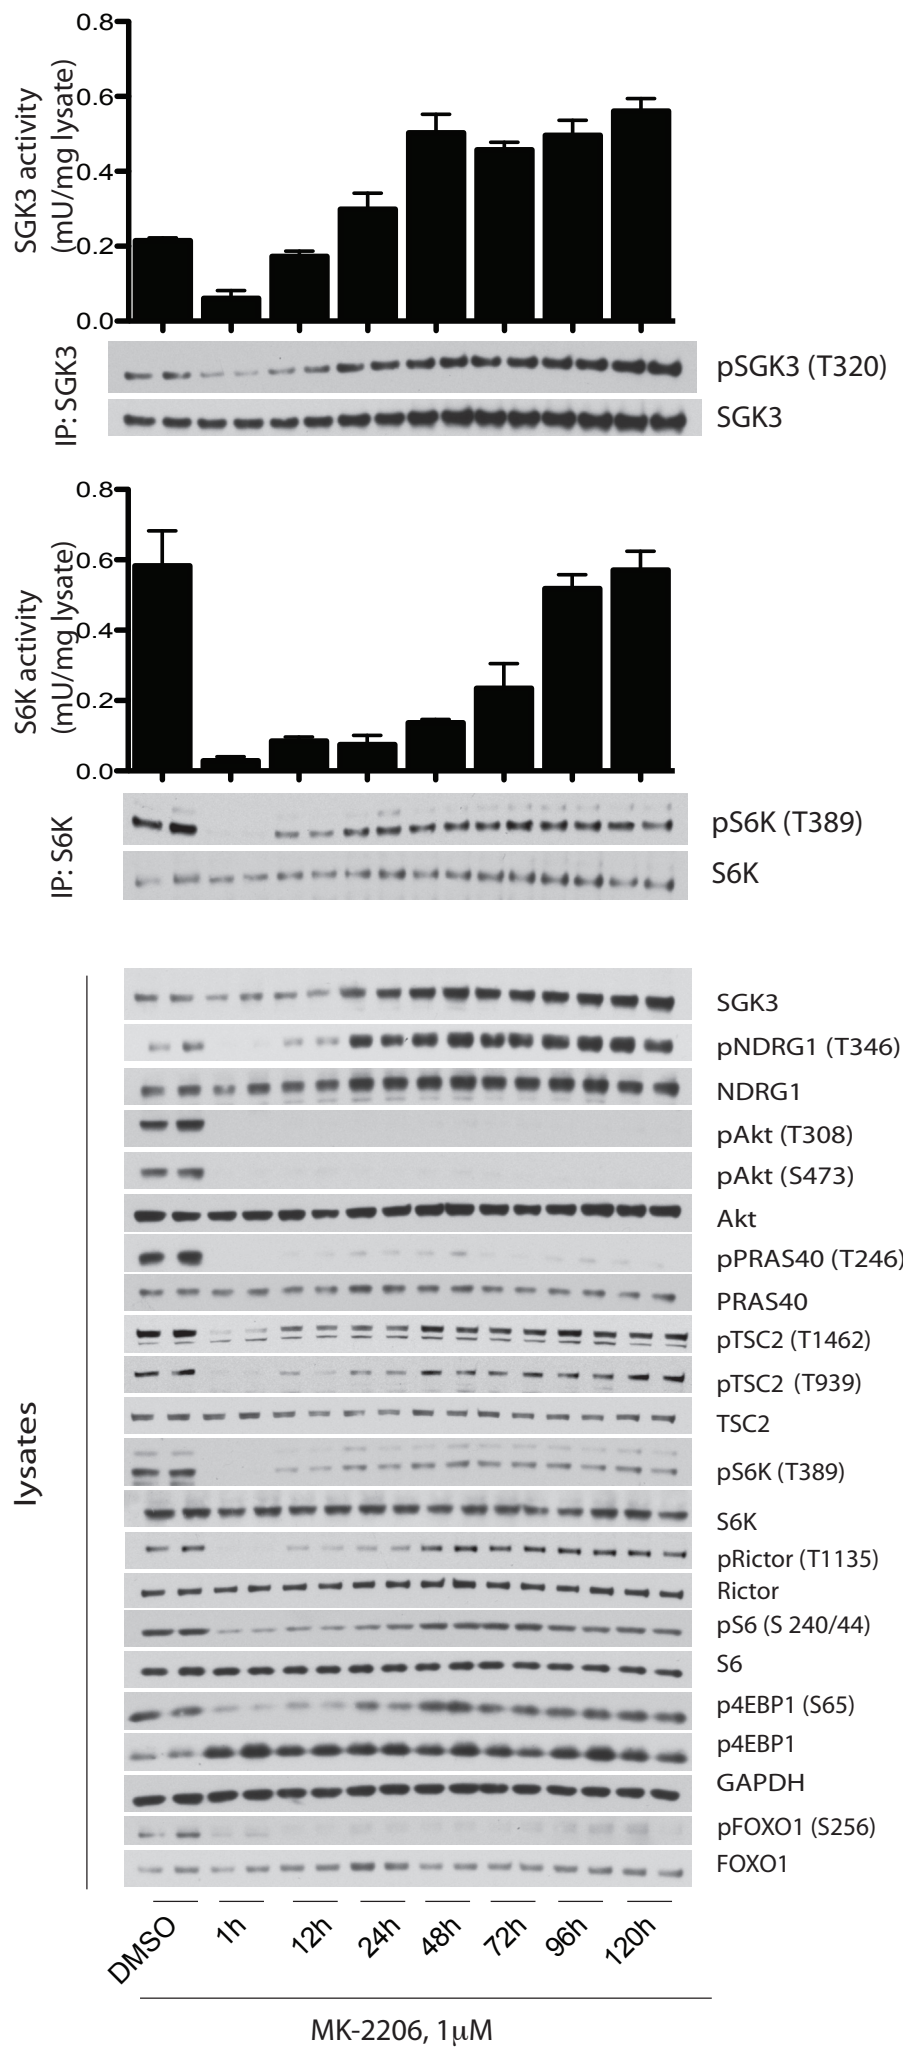 0.8
0.6
0.4
0.2
0.0
SGK3 activity
(mU/mg lysate)
IP: SGK3
pSGK3 (T320)
SGK3
0.8
0.6
0.4
0.2
0.0
S6K activity
(mU/mg lysate)
IP: S6K
pS6K (T389)
S6K
lysates
SGK3
pNDRG1 (T346)
NDRG1
pAkt (T308)
pAkt (S473)
Akt
pPRAS40 (T246)
PRAS40
pTSC2 (T1462)
pTSC2 (T939)
TSC2
pS6K (T389)
S6K
pRictor (T1135)
Rictor
pS6 (S 240/44)
S6
p4EBP1 (S65)
p4EBP1
GAPDH
pFOXO1 (S256)
FOXO1
DMSO 1h 12h 24h 48h 72h 96h 120h
MK-2206, 1µM